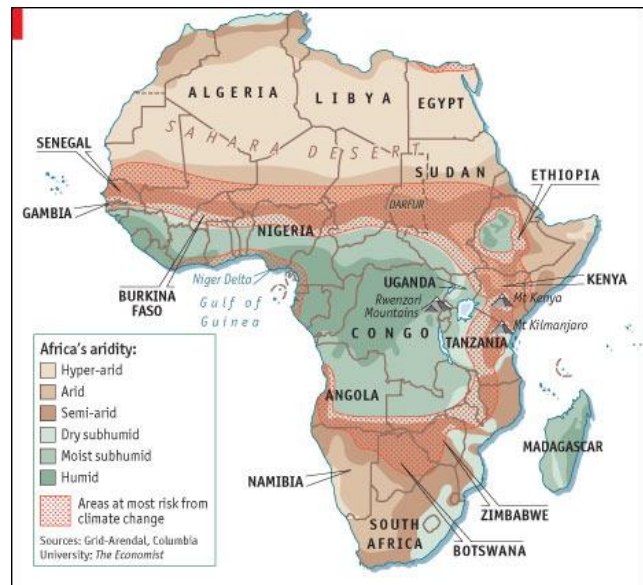 ALGERIA
LIBYA
EGYPT
SAHARA DESERT
SENEGAL
SUDAN
ETHIOPIA
DARFUR
GAMBIA
NIGERIA
Niger Delta
UGANDA
KENYA
BURKINA
FASO
Gulf of
Guinea
Rwenzori
Mountains
Mt Kenya
CONGO
Mt Kilmanjaro
TANZANIA
Africa's aridity:
Hyper-arid
Arid
Semi-arid
Dry subhumid
Moist subhumid
Humid
Areas at most risk from
climate change
Sources: Grid-Arendal, Columbia
University; The Economist
ANGOLA
MADAGASCAR
NAMIBIA
ZIMBABWE
SOUTH
AFRICA
BOTSWANA